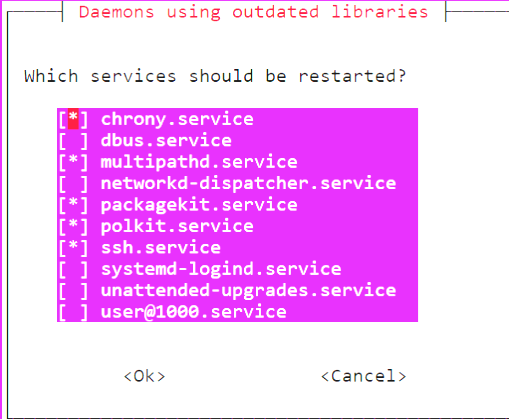 Daemons using outdated libraries
Which services should be restarted?
[*] chrony.service
[ ] dbus.service
[*] multipathd.service
[ ] networkd-dispatcher.service
[*] packagekit.service
[*] polkit.service
[*] ssh.service
[ ] systemd-logind.service
[ ] unattended-upgrades.service
[ ] user@1000.service
<Ok> <Cancel>